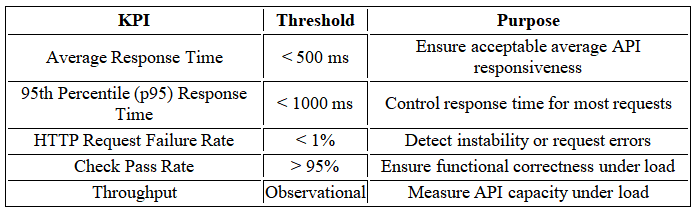 KPI Threshold Purpose
Average Response Time < 500 ms Ensure acceptable average API
responsiveness
95th Percentile (p95) Response
Time < 1000 ms Control response time for most requests
HTTP Request Failure Rate < 1% Detect instability or request errors
Check Pass Rate > 95% Ensure functional correctness under load
Throughput Observational Measure API capacity under load